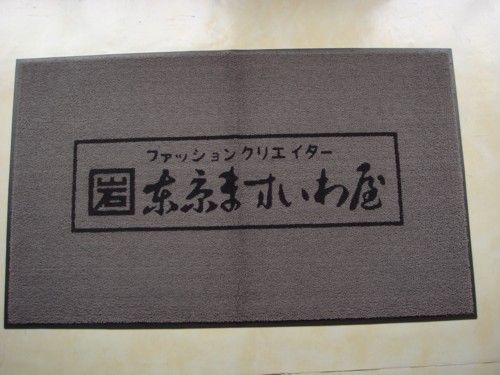 ファッションクリエイター
岩 東京ますいわ屋